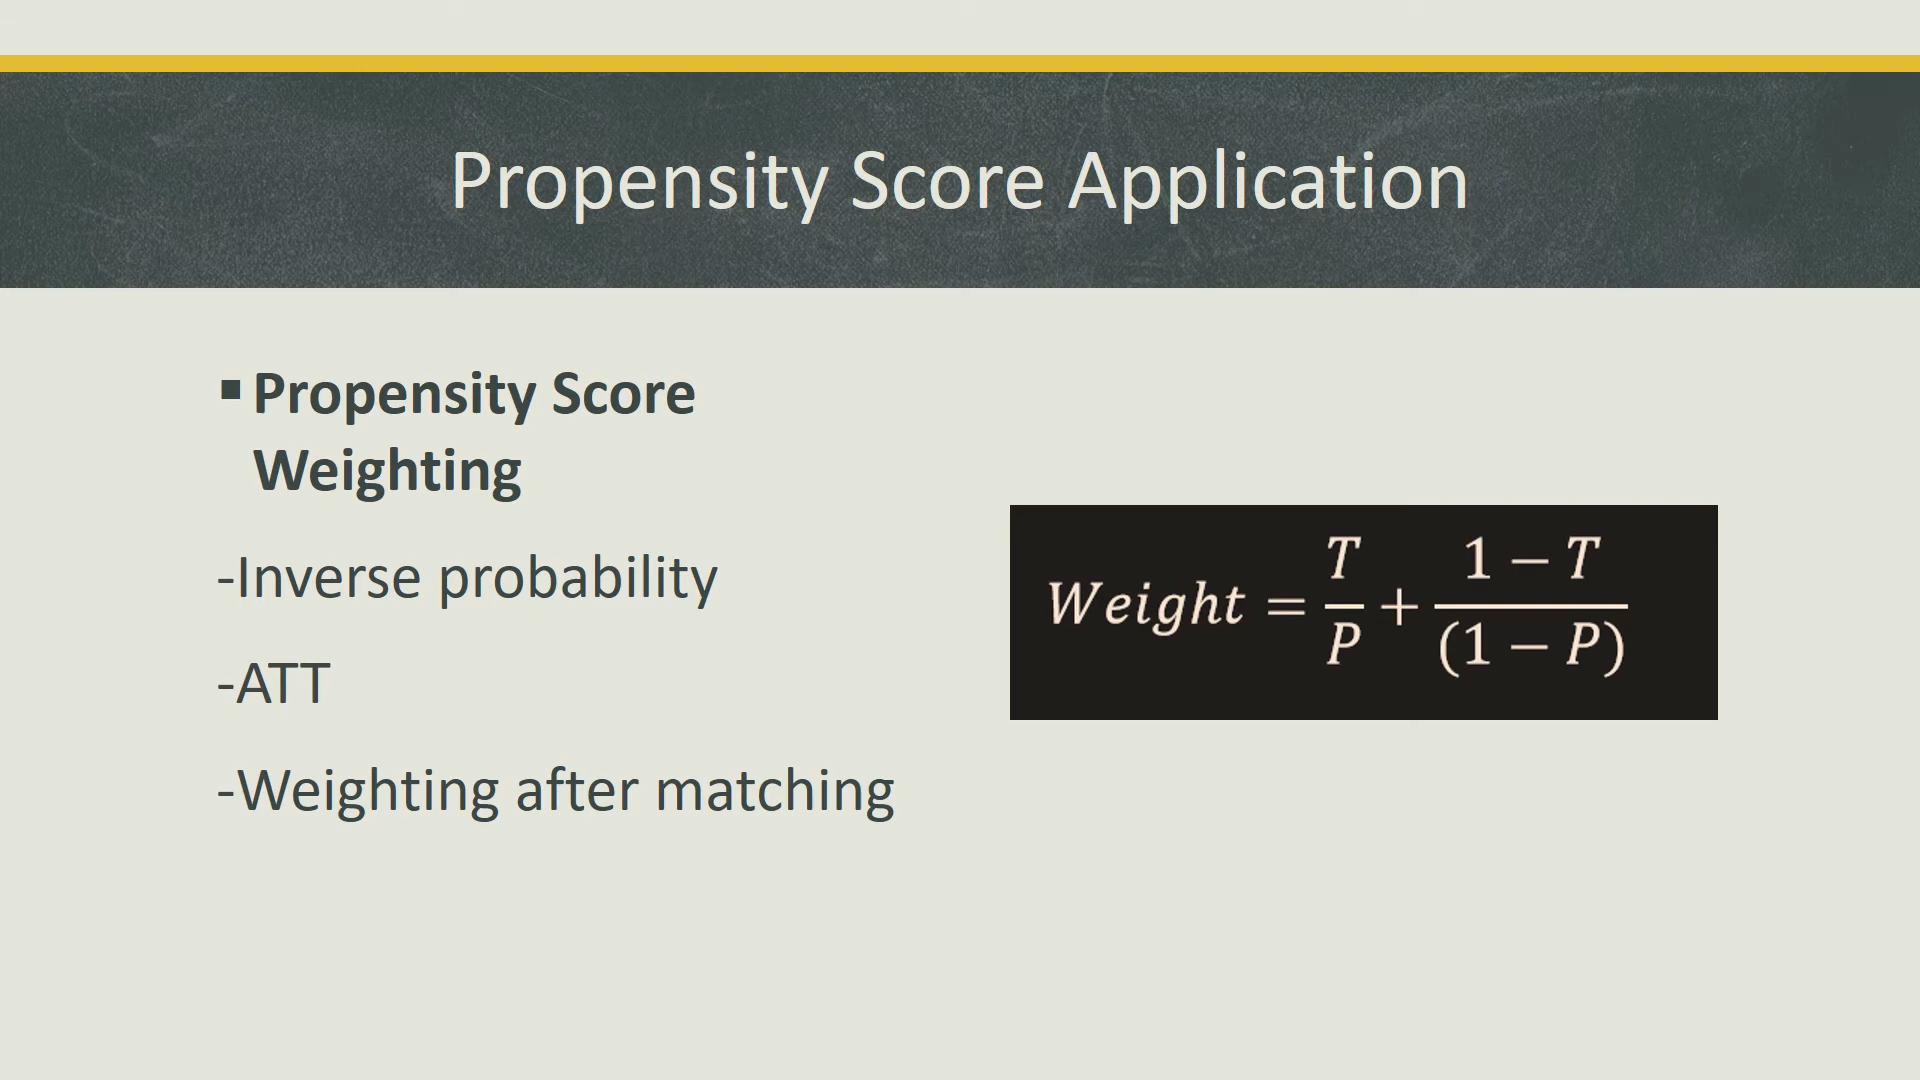 Propensity Score Application
▪ Propensity Score
Weighting
-Inverse probability
-ATT
-Weighting after matching
Weight = T/P + (1 − T)/(1 − P)